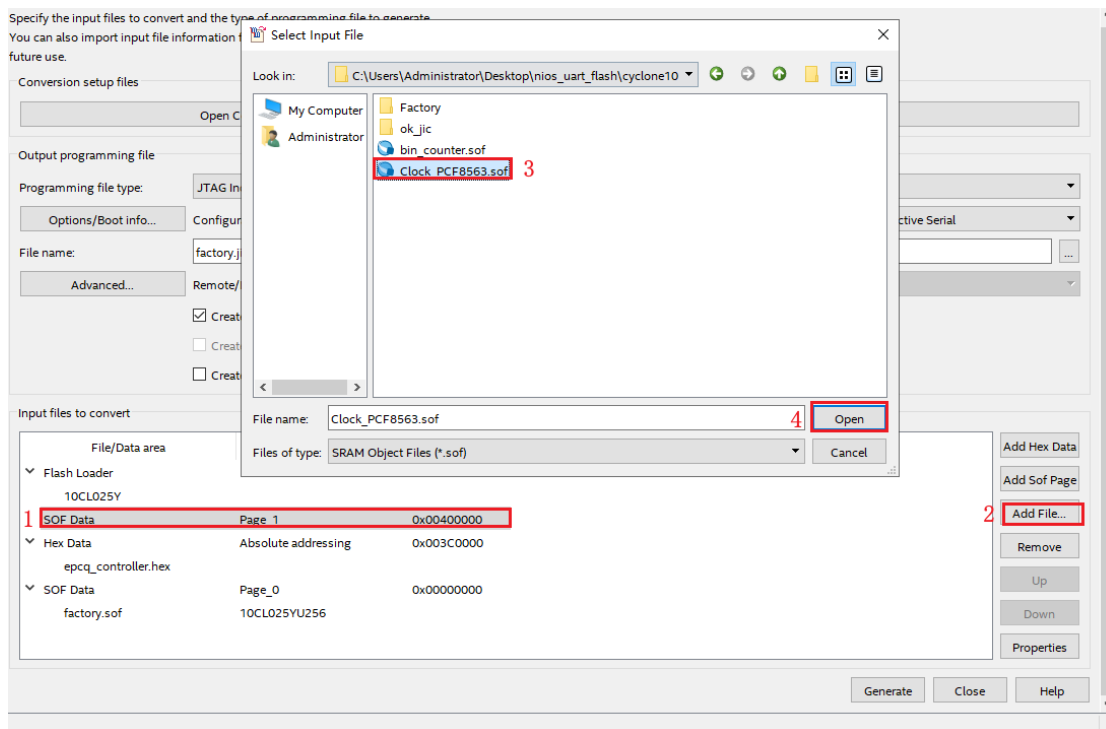 Specify the input files to convert and the type of programming file to generate.
You can also import input file information f
future use.
Select Input File
Look in: C:\Users\Administrator\Desktop\nios_uart_flash\cyclone10
My Computer
Administrator
Factory
ok_jic
bin_counter.sof
Clock_PCF8563.sof 3
File name: Clock_PCF8563.sof 4 Open
Files of type: SRAM Object Files (*.sof) Cancel
Conversion setup files
Open C
Output programming file
Programming file type: JTAG In
Options/Boot info... Configur ctive Serial
File name: factory.j ...
Advanced... Remote/
Creat
Creat
Creat
Input files to convert
File/Data area
Flash Loader
10CL025Y
1 SOF Data Page_1 0x00400000
Hex Data Absolute addressing 0x003C0000
epcq_controller.hex
SOF Data Page_0 0x00000000
factory.sof 10CL025YU256
Add Hex Data
Add Sof Page
2 Add File...
Remove
Up
Down
Properties
Generate Close Help